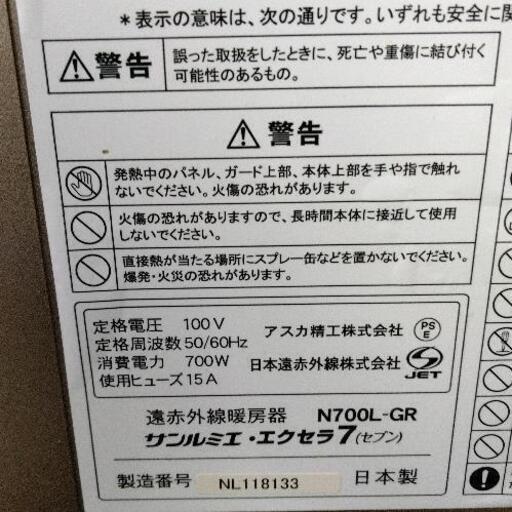 *表示の意味は、次の通りです。いずれも安全に関
警告
誤った取扱をしたときに、死亡や重傷に結び付く
可能性のあるもの。
警告
発熱中のパネル、ガード上部、本体上部を手や指で触れ
ないでください。火傷の恐れがあります。
火傷の恐れがありますので、長時間本体に接近して使用
しないでください。
直接熱が当たる場所にスプレー缶などを置かないでください。
爆発・火災の恐れがあります。
定格電圧 100V
定格周波数 50/60Hz
消費電力 700W
使用ヒューズ 15A
アスカ精工株式会社
PSE
日本遠赤外線株式会社
JET
遠赤外線暖房器 N700L-GR
サンルミエ・エクセラ7(セブン)
製造番号 NL118133 日本製